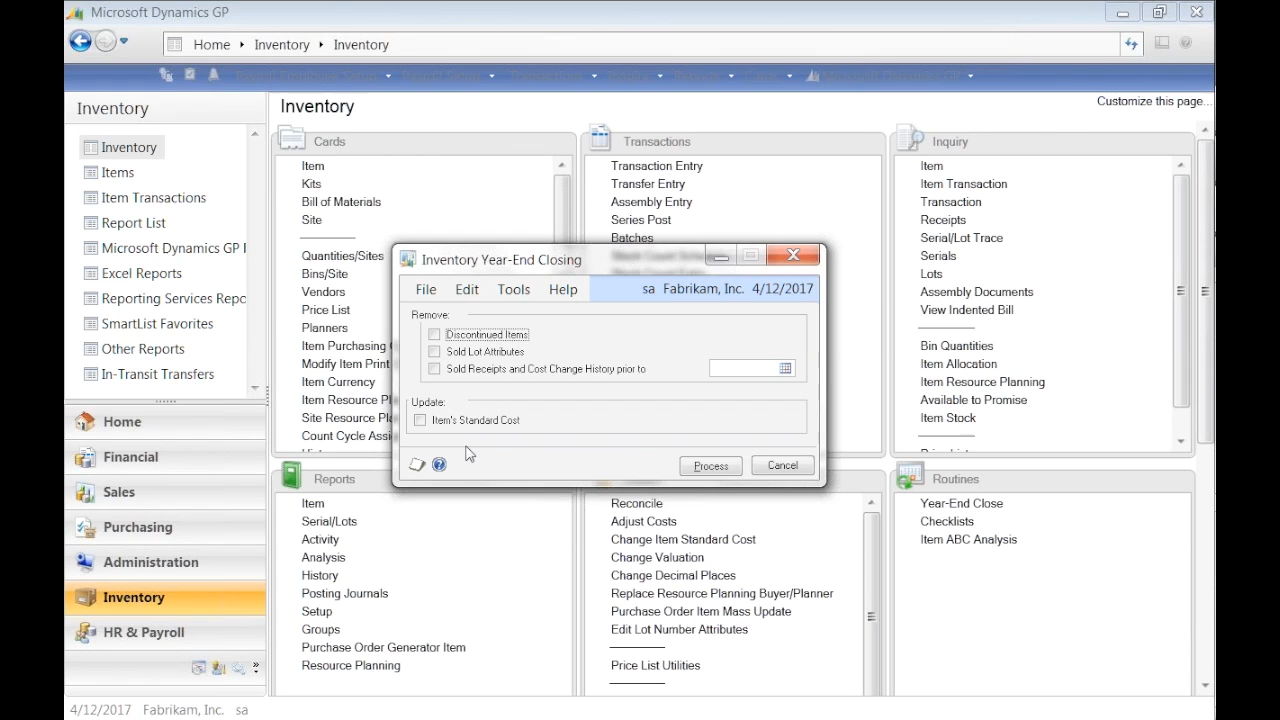 Microsoft Dynamics GP
Home Inventory Inventory
Inventory
Inventory
Items
Item Transactions
Report List
Microsoft Dynamics GP
Excel Reports
Reporting Services Repo
SmartList Favorites
Other Reports
In-Transit Transfers
Home
Financial
Sales
Purchasing
Administration
Inventory
HR & Payroll
Inventory
Customize this page...
Cards
Item
Kits
Bill of Materials
Site
Quantities/Sites
Bins/Site
Vendors
Price List
Planners
Item Purchasing
Modify Item Print
Item Currency
Item Resource Pl
Site Resource Pl
Count Cycle Assi
Transactions
Transaction Entry
Transfer Entry
Assembly Entry
Series Post
Batches
Inquiry
Item
Item Transaction
Transaction
Receipts
Serial/Lot Trace
Serials
Lots
Assembly Documents
View Indented Bill
Bin Quantities
Item Allocation
Item Resource Planning
Available to Promise
Item Stock
Inventory Year-End Closing
File Edit Tools Help sa Fabrikam, Inc. 4/12/2017
Remove:
Discontinued Items
Sold Lot Attributes
Sold Receipts and Cost Change History prior to
Update:
Item's Standard Cost
Process Cancel
Reports
Item
Serial/Lots
Activity
Analysis
History
Posting Journals
Setup
Groups
Purchase Order Generator Item
Resource Planning
Reconcile
Adjust Costs
Change Item Standard Cost
Change Valuation
Change Decimal Places
Replace Resource Planning Buyer/Planner
Purchase Order Item Mass Update
Edit Lot Number Attributes
Price List Utilities
Routines
Year-End Close
Checklists
Item ABC Analysis
4/12/2017 Fabrikam, Inc. sa